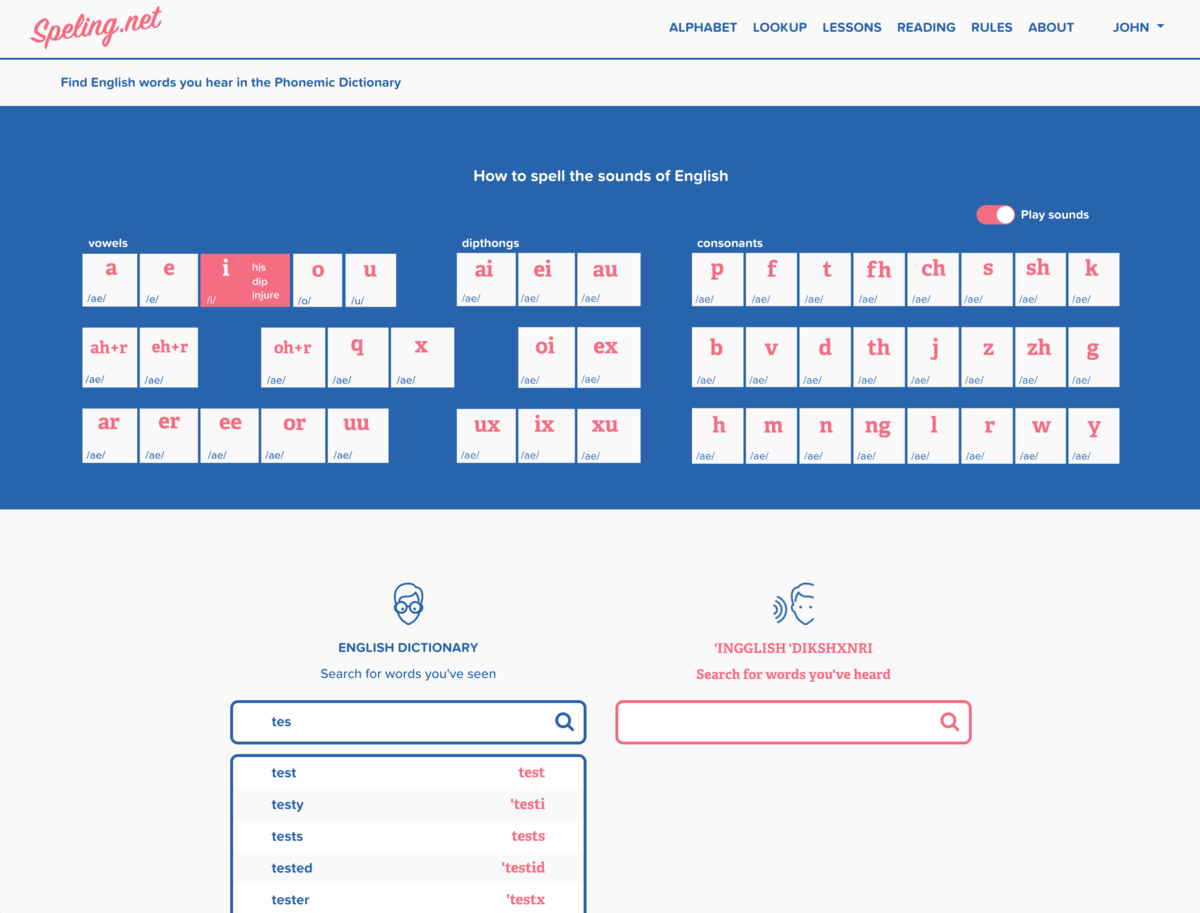 Speling.net
ALPHABET LOOKUP LESSONS READING RULES ABOUT JOHN
Find English words you hear in the Phonemic Dictionary
How to spell the sounds of English
Play sounds
vowels dipthongs consonants
a e i his o u ai ei au p f t fh ch s sh k
dip
/ae/ /e/ /i/ injure /o/ /u/ /ae/ /ae/ /ae/ /ae/ /ae/ /ae/ /ae/ /ae/ /ae/ /ae/ /ae/
ah+r eh+r oh+r q x oi ex b v d th j z zh g
/ae/ /ae/ /ae/ /ae/ /ae/ /ae/ /ae/ /ae/ /ae/ /ae/ /ae/ /ae/ /ae/ /ae/ /ae/
ar er ee or uu ux ix xu h m n ng l r w y
/ae/ /ae/ /ae/ /ae/ /ae/ /ae/ /ae/ /ae/ /ae/ /ae/ /ae/ /ae/ /ae/ /ae/ /ae/ /ae/
ENGLISH DICTIONARY
Search for words you've seen
tes
test test
testy 'testi
tests tests
tested 'testid
tester 'testx
'INGGLISH 'DIKSHXNRI
Search for words you've heard